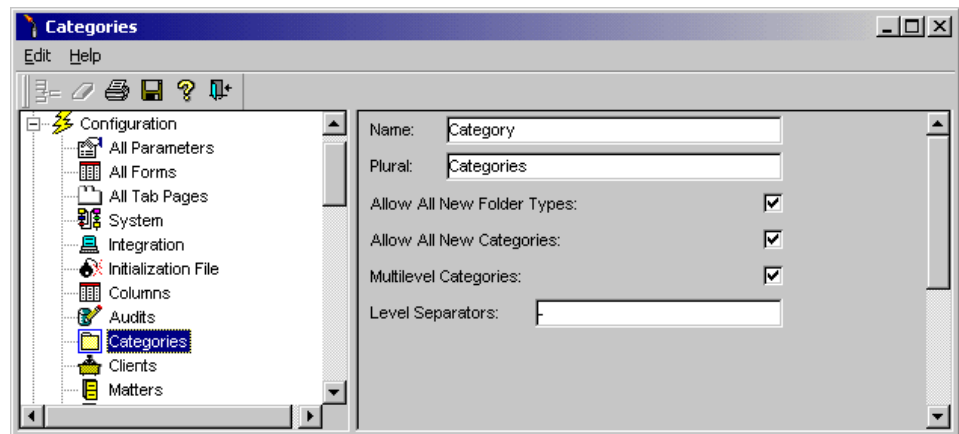 Categories
Edit Help
Configuration
All Parameters
All Forms
All Tab Pages
System
Integration
Initialization File
Columns
Audits
Categories
Clients
Matters
Name: Category
Plural: Categories
Allow All New Folder Types:
Allow All New Categories:
Multilevel Categories:
Level Separators: -